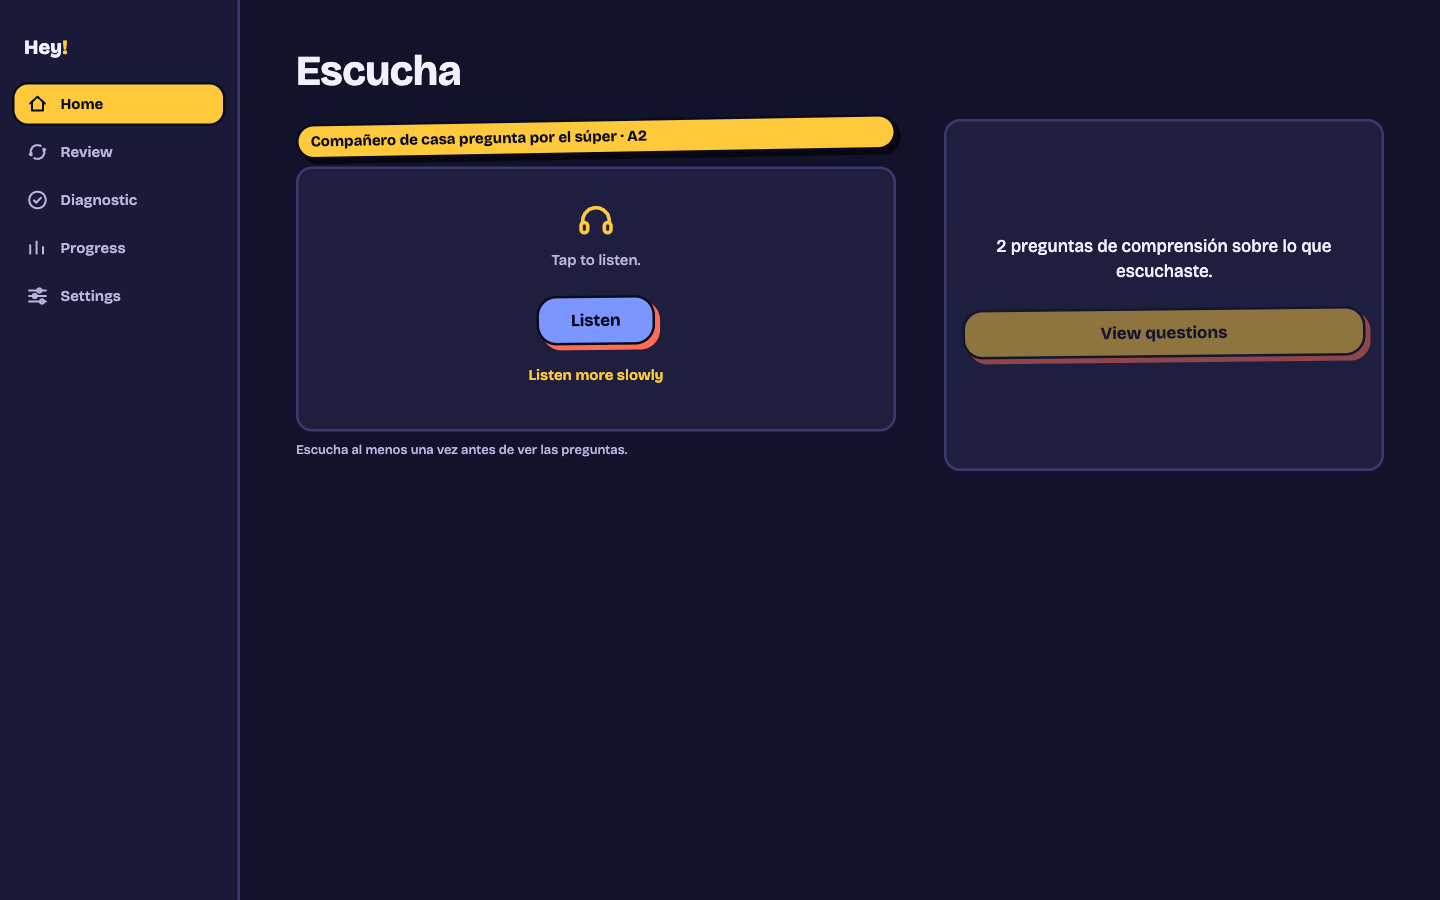 Hey!
Home
Review
Diagnostic
Progress
Settings
Escucha
Compañero de casa pregunta por el súper · A2
Tap to listen.
Listen
Listen more slowly
Escucha al menos una vez antes de ver las preguntas.
2 preguntas de comprensión sobre lo que
escuchaste.
View questions